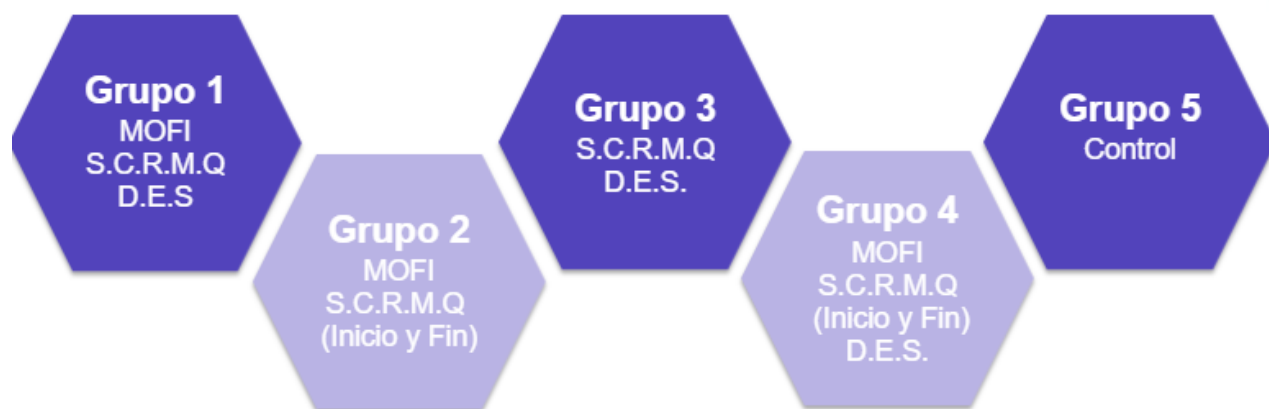 Grupo 1
MOFI
S.C.R.M.Q
D.E.S
Grupo 2
MOFI
S.C.R.M.Q
(Inicio y Fin)
Grupo 3
S.C.R.M.Q
D.E.S.
Grupo 4
MOFI
S.C.R.M.Q
(Inicio y Fin)
D.E.S.
Grupo 5
Control